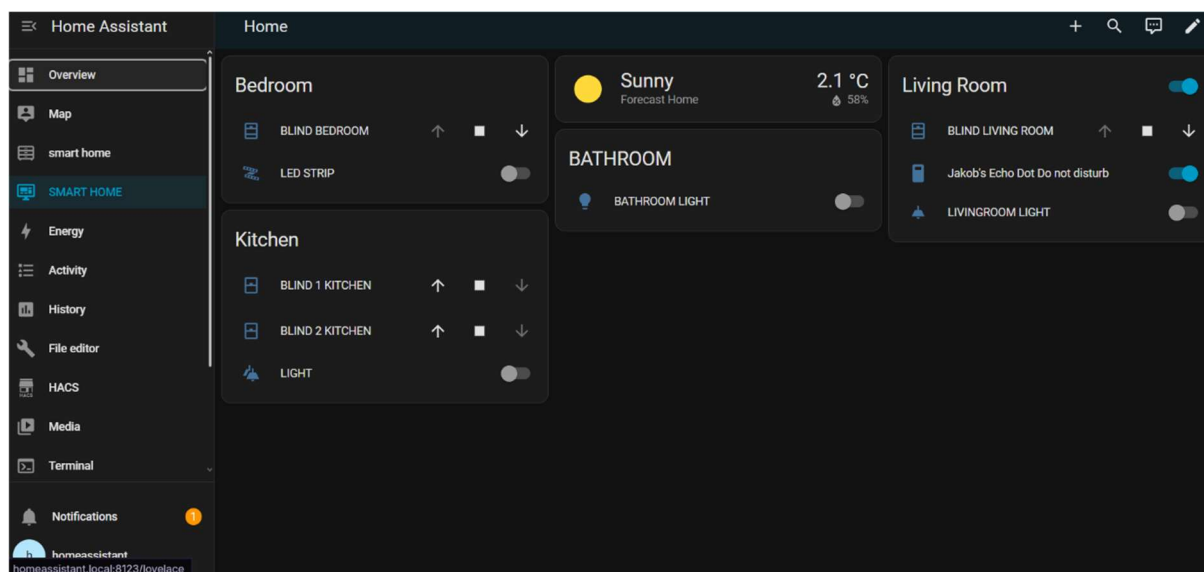 Home Assistant
Overview
Map
smart home
SMART HOME
Energy
Activity
History
File editor
HACS
HACS
Media
Terminal
Notifications 1
h homeassistant
homeassistant.local:8123/lovelace
Home
Bedroom
BLIND BEDROOM
LED STRIP
Kitchen
BLIND 1 KITCHEN
BLIND 2 KITCHEN
LIGHT
Sunny 2.1 °C
Forecast Home 58%
BATHROOM
BATHROOM LIGHT
Living Room
BLIND LIVING ROOM
Jakob's Echo Dot Do not disturb
LIVINGROOM LIGHT